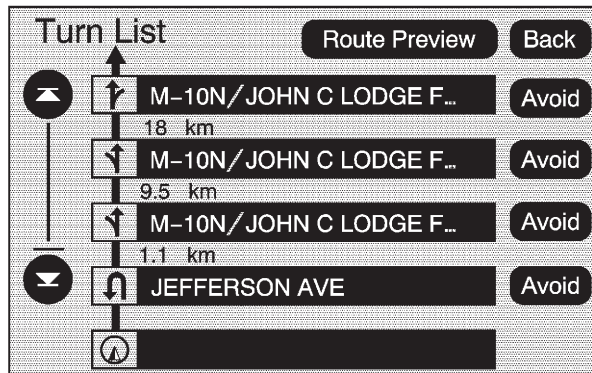 Turn List
Route Preview
Back
M-10N/JOHN C LODGE F...
Avoid
18 km
M-10N/JOHN C LODGE F...
Avoid
9.5 km
M-10N/JOHN C LODGE F...
Avoid
1.1 km
JEFFERSON AVE
Avoid